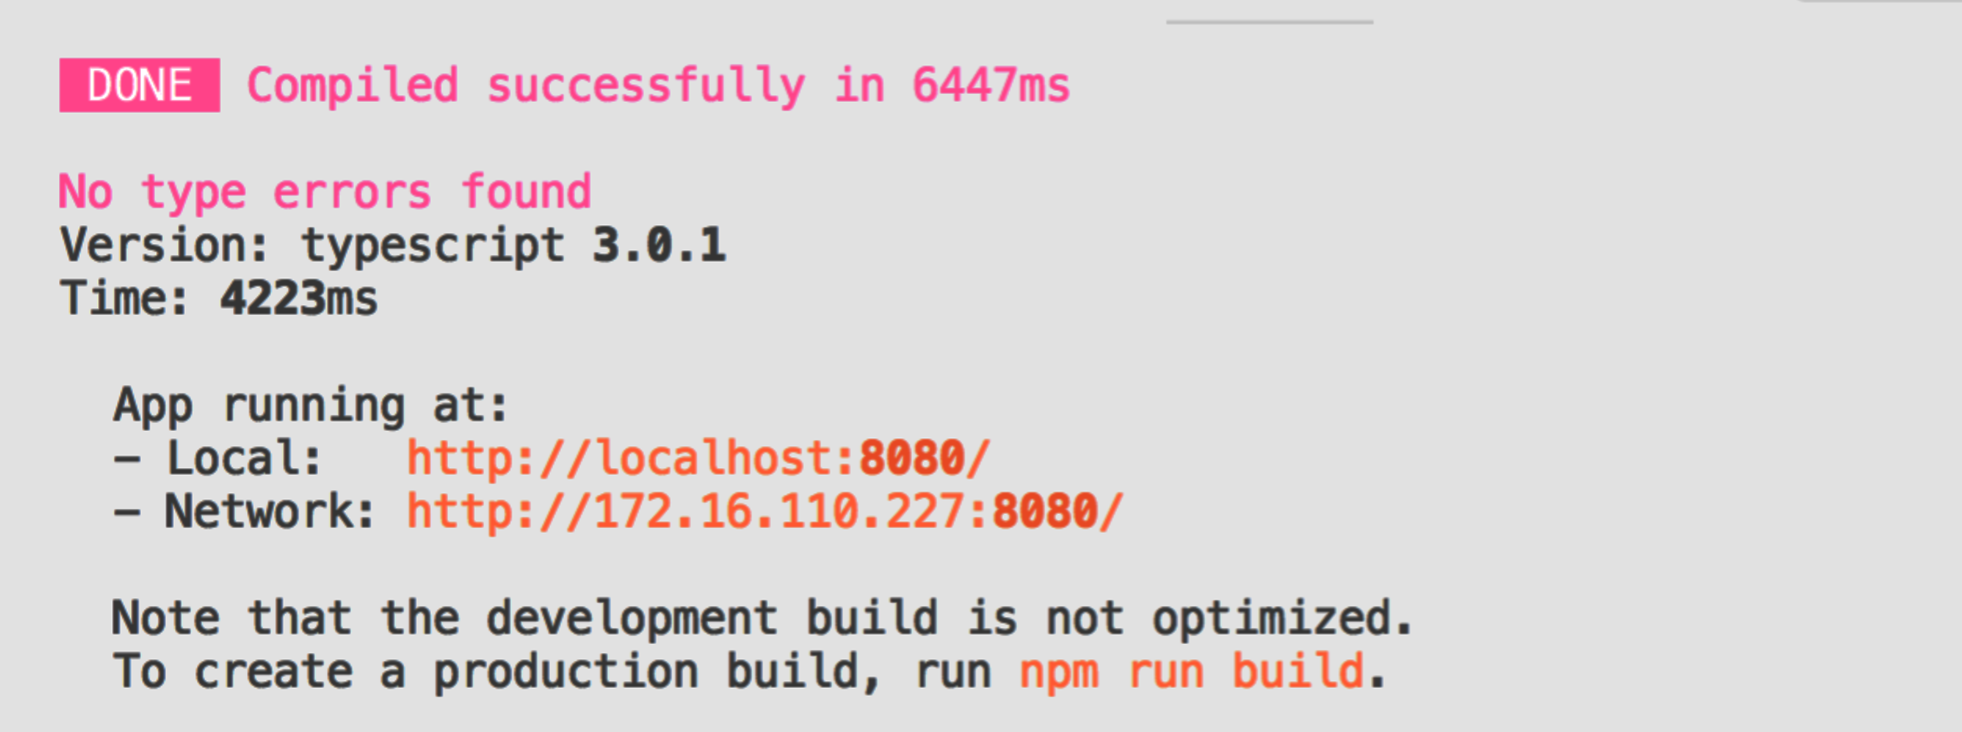 DONE Compiled successfully in 6447ms
No type errors found
Version: typescript 3.0.1
Time: 4223ms
App running at:
- Local: http://localhost:8080/
- Network: http://172.16.110.227:8080/
Note that the development build is not optimized.
To create a production build, run npm run build.